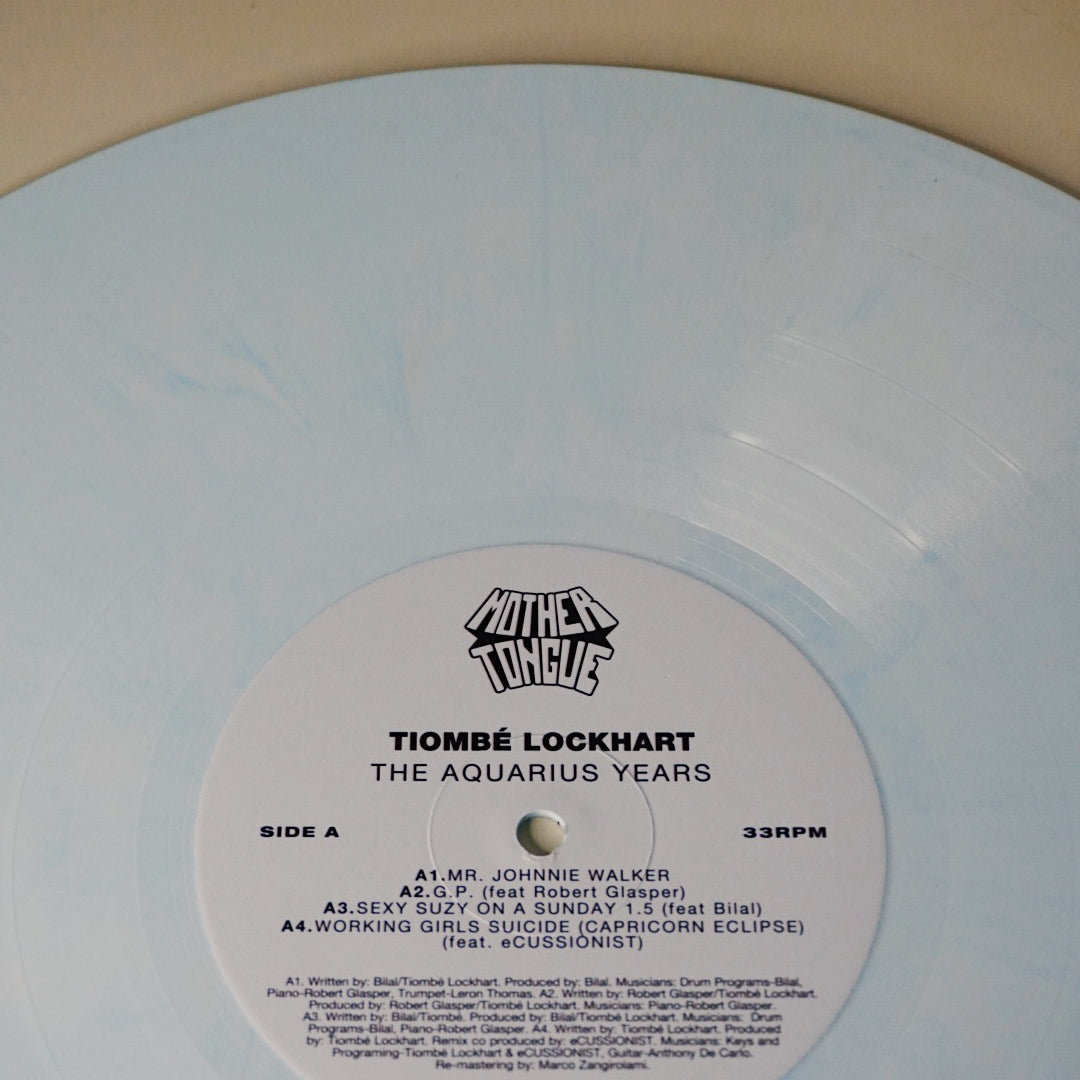 MOTHER
TONGUE
TIOMBÉ LOCKHART
THE AQUARIUS YEARS
SIDE A 33RPM
A1.MR. JOHNNIE WALKER
A2.G.P. (feat Robert Glasper)
A3.SEXY SUZY ON A SUNDAY 1.5 (feat Bilal)
A4.WORKING GIRLS SUICIDE (CAPRICORN ECLIPSE)
(feat. eCUSSIONIST)
A1. Written by: Bilal/Tiombé Lockhart. Produced by: Bilal. Musicians: Drum Programs-Bilal,
Piano-Robert Glasper, Trumpet-Leron Thomas. A2. Written by: Robert Glasper/Tiombé Lockhart.
Produced by: Robert Glasper/Tiombé Lockhart. Musicians: Piano-Robert Glasper.
A3. Written by: Bilal/Tiombé. Produced by: Bilal/Tiombé Lockhart. Musicians: Drum
Programs-Bilal, Piano-Robert Glasper. A4. Written by: Tiombé Lockhart. Produced
by: Tiombé Lockhart. Remix co produced by: eCUSSIONIST. Musicians: Keys and
Programing-Tiombé Lockhart & eCUSSIONIST, Guitar-Anthony De Carlo.
Re-mastering by: Marco Zangirolami.